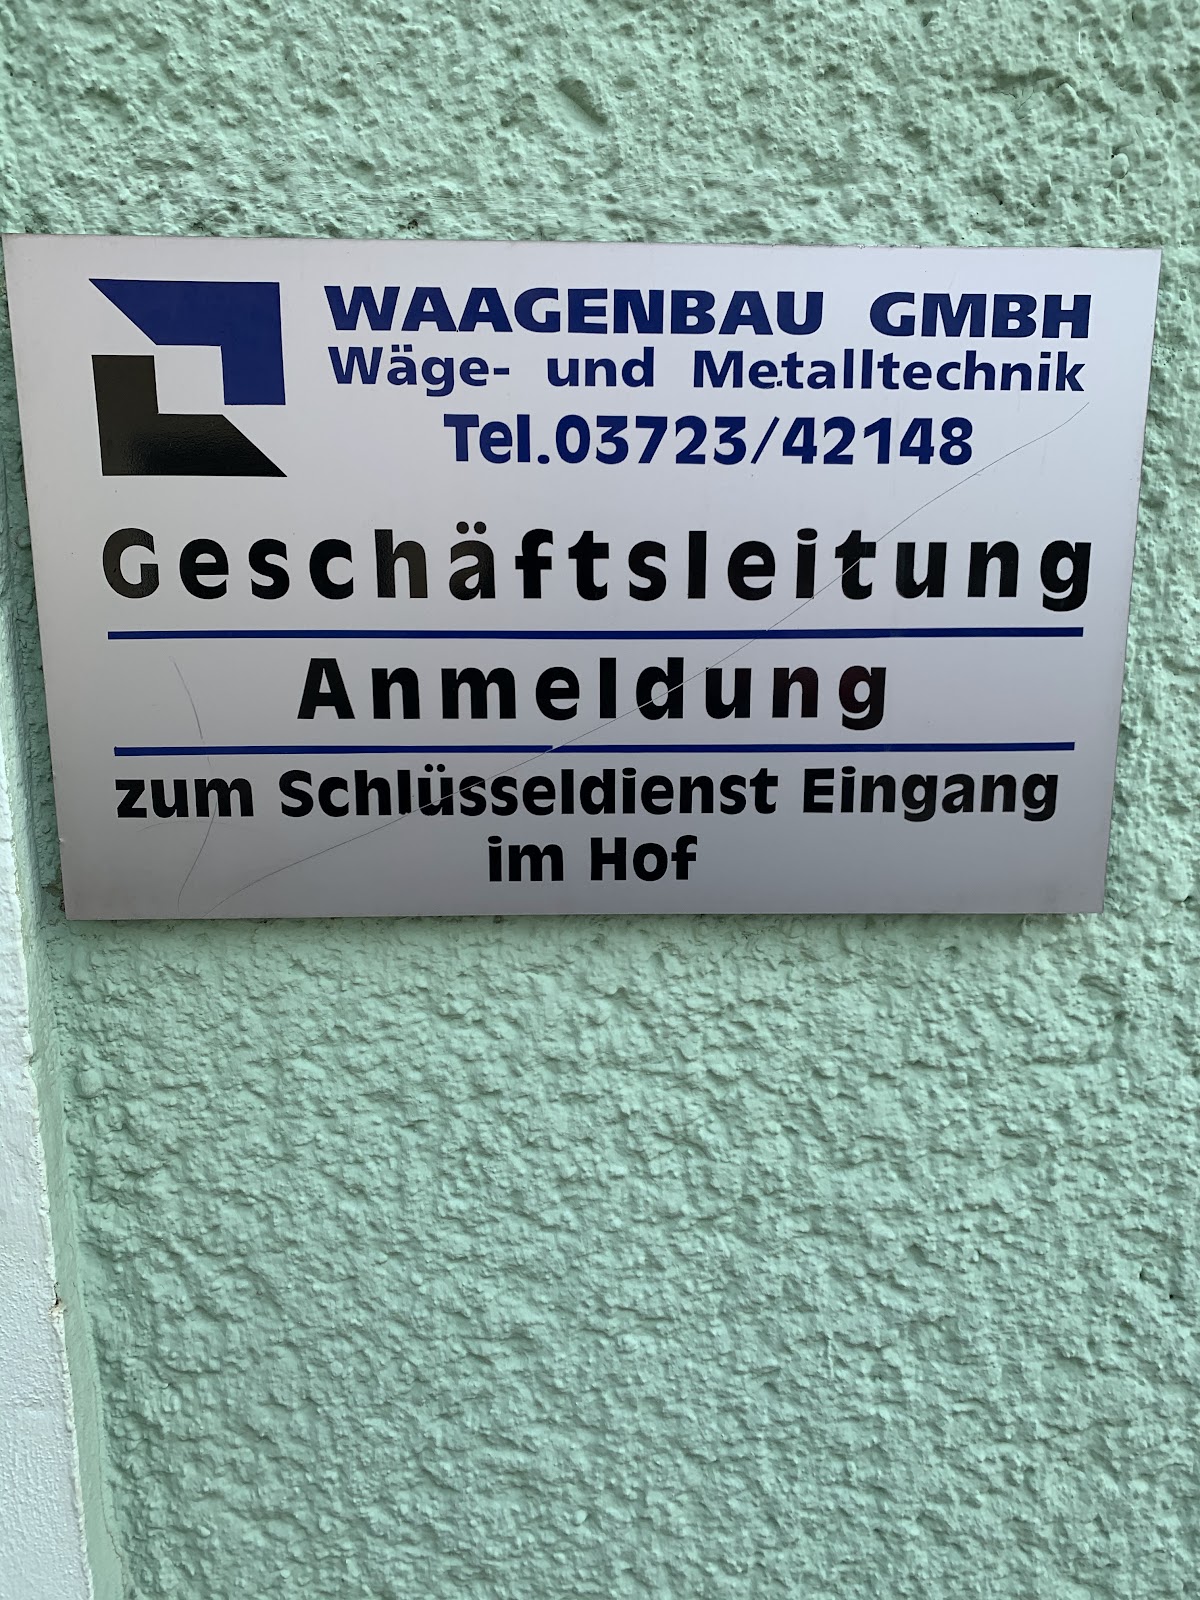 WAAGENBAU GMBH
Wäge- und Metalltechnik
Tel.03723/42148
Geschäftsleitung
Anmeldung
zum Schlüsseldienst Eingang
im Hof